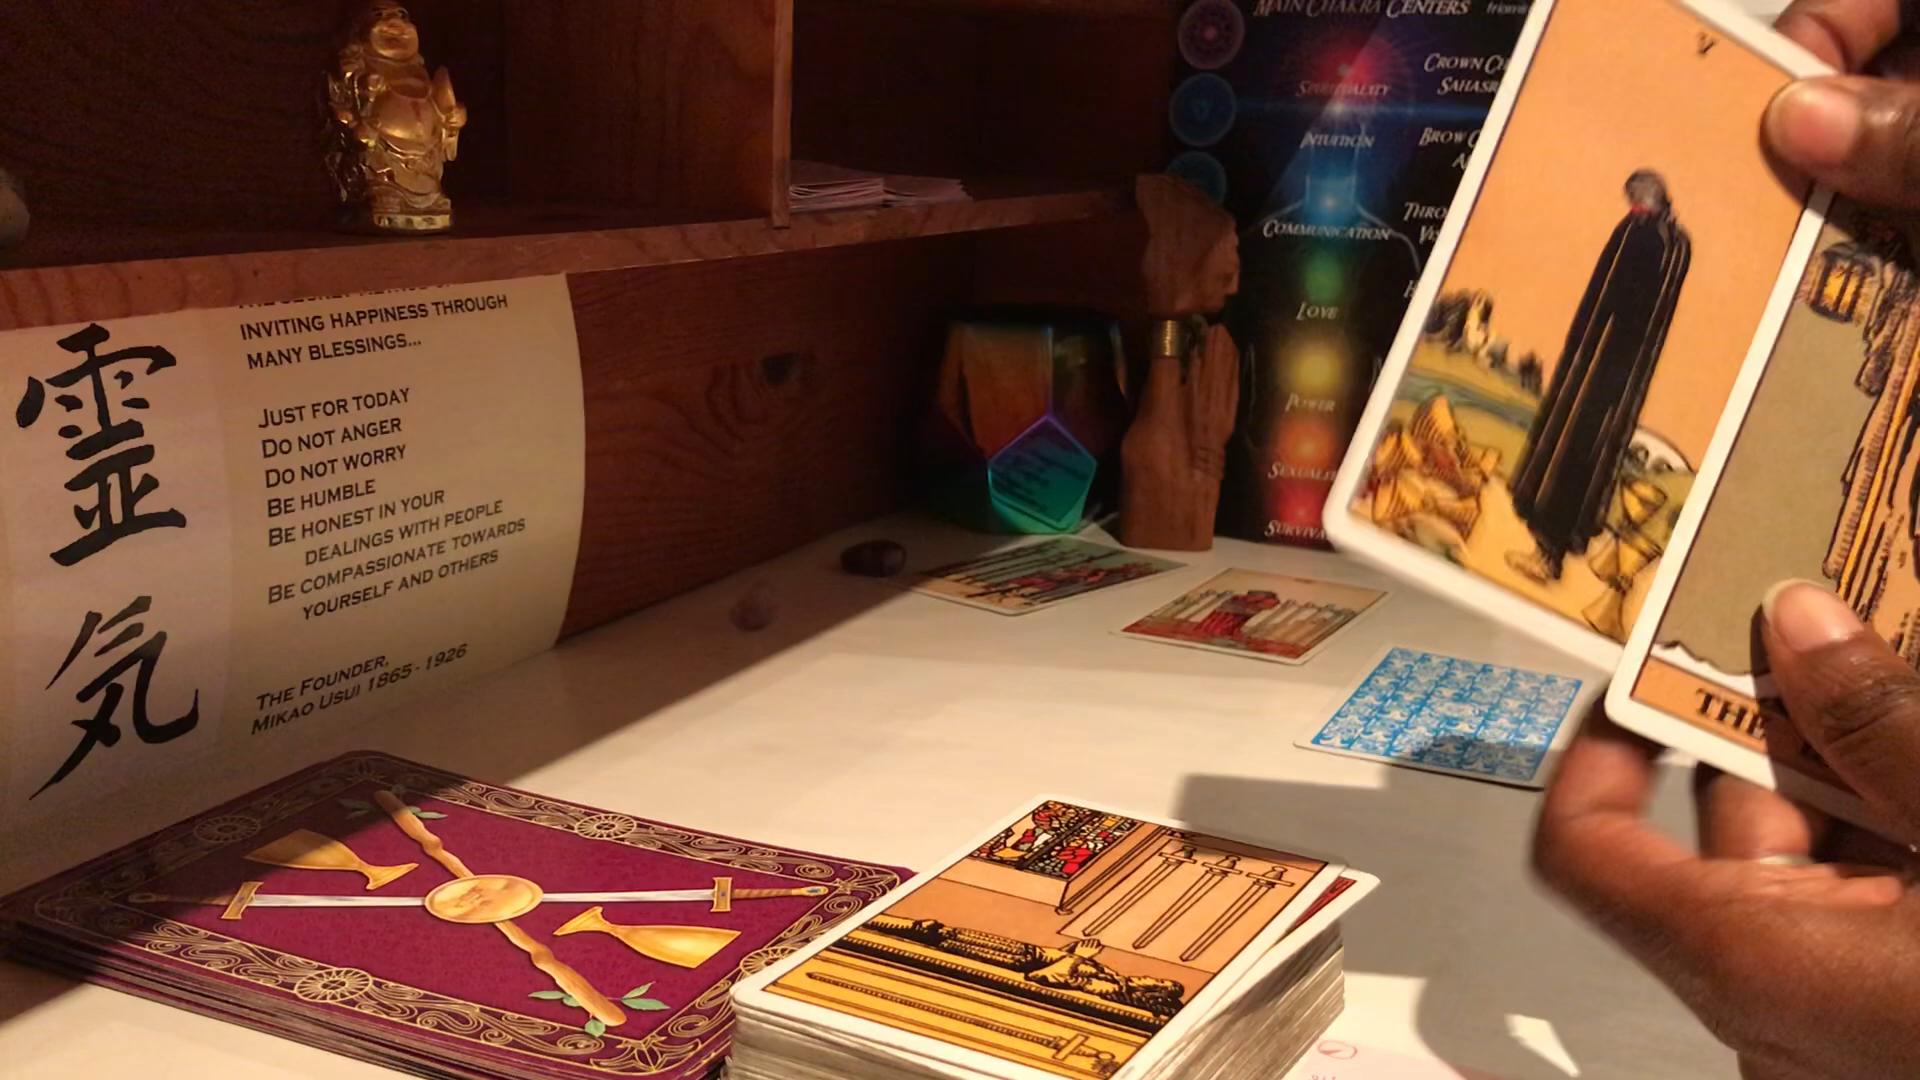 靈
気
INVITING HAPPINESS THROUGH
MANY BLESSINGS...
JUST FOR TODAY
DO NOT ANGER
DO NOT WORRY
BE HUMBLE
BE HONEST IN YOUR
DEALINGS WITH PEOPLE
BE COMPASSIONATE TOWARDS
YOURSELF AND OTHERS
THE FOUNDER,
MIKAO USUI 1865 - 1926
MAIN CHAKRA CENTERS
CROWN
SPIRITUALITY
INTUITION
BROW
COMMUNICATION
LOVE
POWER
V
THE